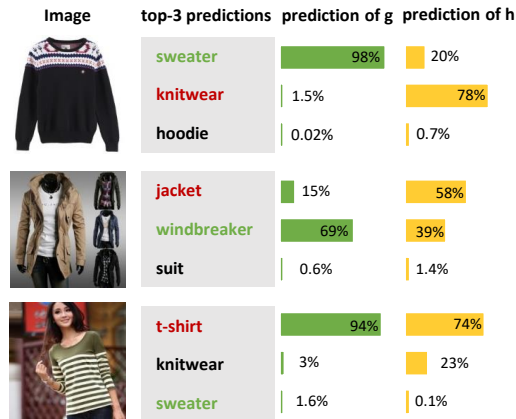 Image top-3 predictions prediction of g prediction of h
sweater 98% 20%
knitwear 1.5% 78%
hoodie 0.02% 0.7%
jacket 15% 58%
windbreaker 69% 39%
suit 0.6% 1.4%
t-shirt 94% 74%
knitwear 3% 23%
sweater 1.6% 0.1%